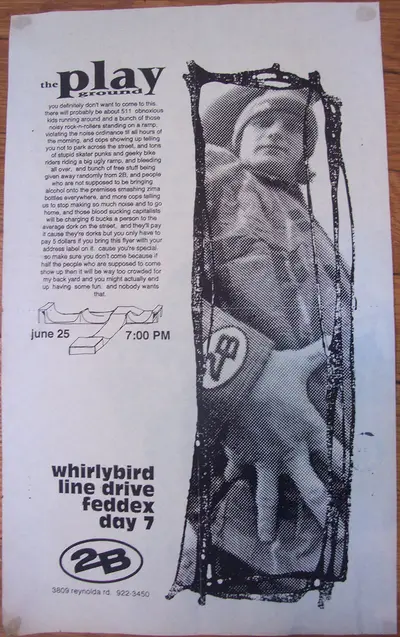 the play
ground
you definitely don't want to come to this.
there will probably be about 511 obnoxious
kids running around and a bunch of those
noisy rock-n-rollers standing on a ramp,
violating the noise ordinance til all hours of
the morning, and cops showing up telling
you not to park across the street, and tons
of stupid skater punks and geeky bike
riders riding a big ugly ramp, and bleeding
all over, and bunch of free stuff being
given away randomly from 2B, and people
who are not supposed to be bringing
alcohol onto the premises smashing zima
bottles everywhere, and more cops telling
us to stop making so much noise and to go
home, and those blood sucking capitalists
will be charging 6 bucks a person to the
average dork on the street, and they'll pay
it cause they're dorks but you only have to
pay 5 dollars if you bring this flyer with your
address label on it. cause you're special.
so make sure you don't come because if
half the people who are supposed to come
show up then it will be way too crowded for
my back yard and you might actually end
up having some fun. and nobody wants
that.
june 25 7:00 PM
2B
whirlybird
line drive
feddex
day 7
2B
3809 reynolda rd. 922-3450